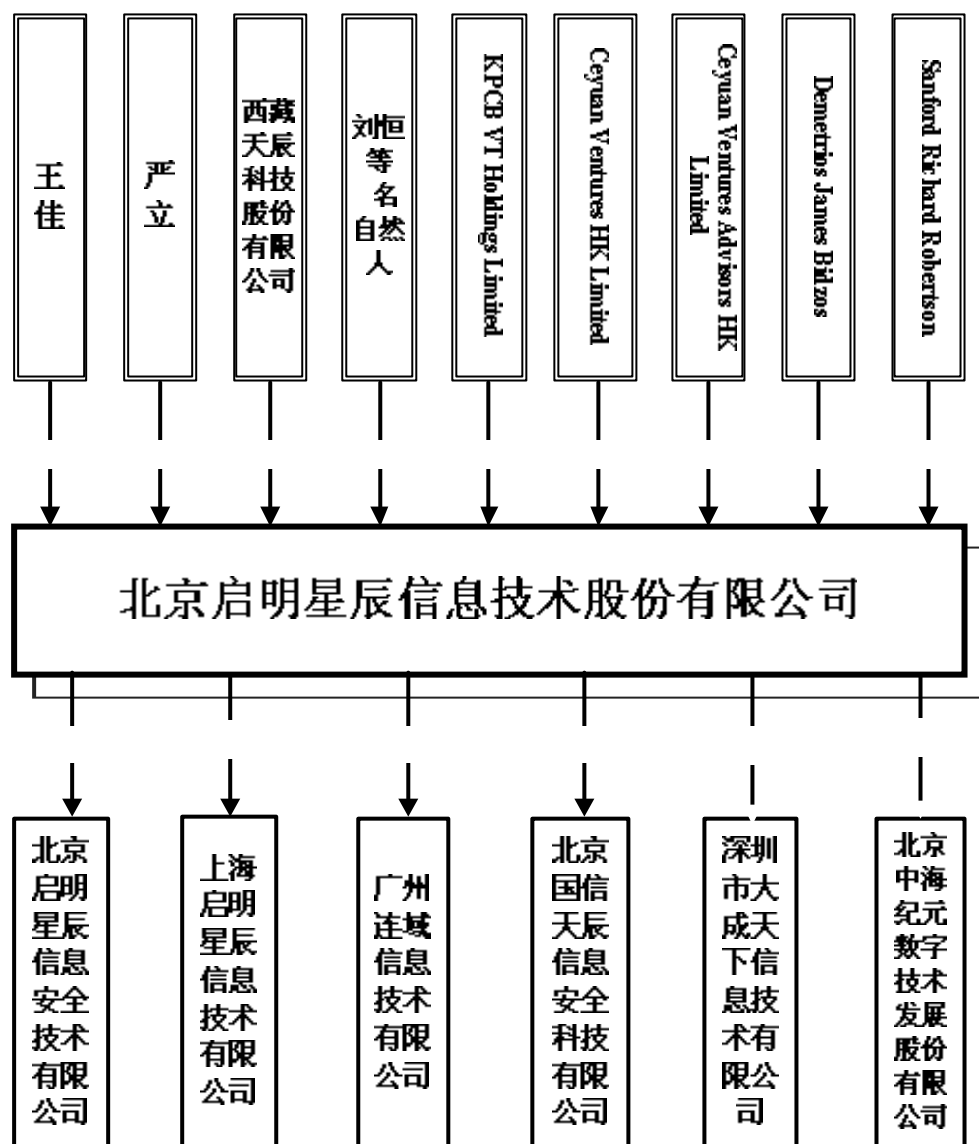 王
佳
严
立
西藏
天辰
科技
股份
有限
公司
刘恒
等
名
自然
人
KPCB VT Holdings Limited
Ceyuan Ventures HK Limited
Ceyuan Ventures Advisors HK
Limited
Demetrios James Bidzos
Sanford Richard Robertson
北京启明星辰信息技术股份有限公司
北京
启明
星辰
信息
安全
技术
有限
公司
上海
启明
星辰
信息
技术
有限
公司
广州
连域
信息
技术
有限
公司
北京
国信
天辰
信息
安全
科技
有限
公司
深圳
市大
成天
下信
息技
术有
限公
司
北京
中海
纪元
数字
技术
发展
股份
有限
公司